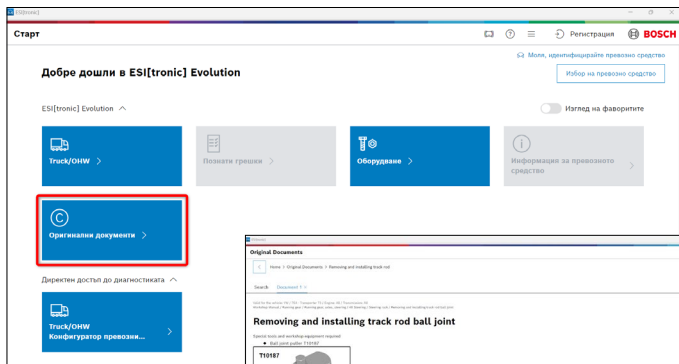 ESI[tronic]
Старт
Регистрация
BOSCH
Моля, идентифицирайте превозно средство
Добре дошли в ESI[tronic] Evolution
Избор на превозно средство
ESI[tronic] Evolution
Изглед на фаворитите
Truck/OHW
Познати грешки
Оборудване
Информация за превозното
средство
Оригинални документи
Директен достъп до диагностиката
Truck/OHW
Конфигуратор превозни...
Original Documents
Home > Original Documents > Removing and installing track rod
Search
Document 1
Removing and installing track rod ball joint
Special tools and workshop equipment required
Ball joint puller T10187
T10187